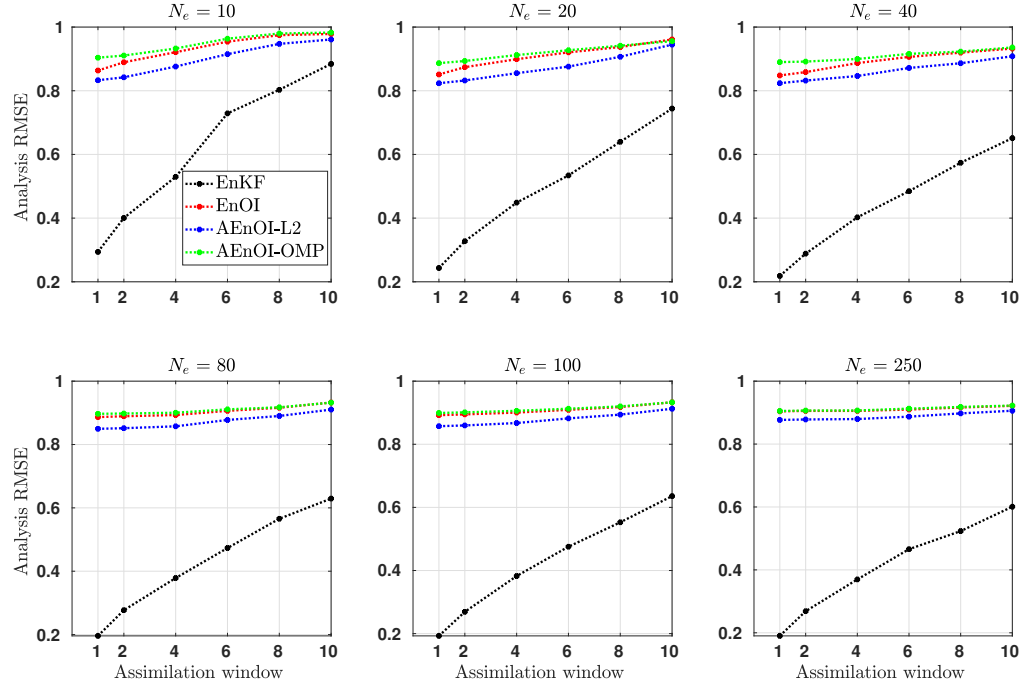 N_e = 10
N_e = 20
N_e = 40
Analysis RMSE
1
0.8
0.6
0.4
0.2
1 2 4 6 8 10
EnKF
EnOI
AEnOI-L2
AEnOI-OMP
1
0.8
0.6
0.4
0.2
1 2 4 6 8 10
1
0.8
0.6
0.4
0.2
1 2 4 6 8 10
N_e = 80
N_e = 100
N_e = 250
Analysis RMSE
1
0.8
0.6
0.4
0.2
1 2 4 6 8 10
Assimilation window
1
0.8
0.6
0.4
0.2
1 2 4 6 8 10
Assimilation window
1
0.8
0.6
0.4
0.2
1 2 4 6 8 10
Assimilation window